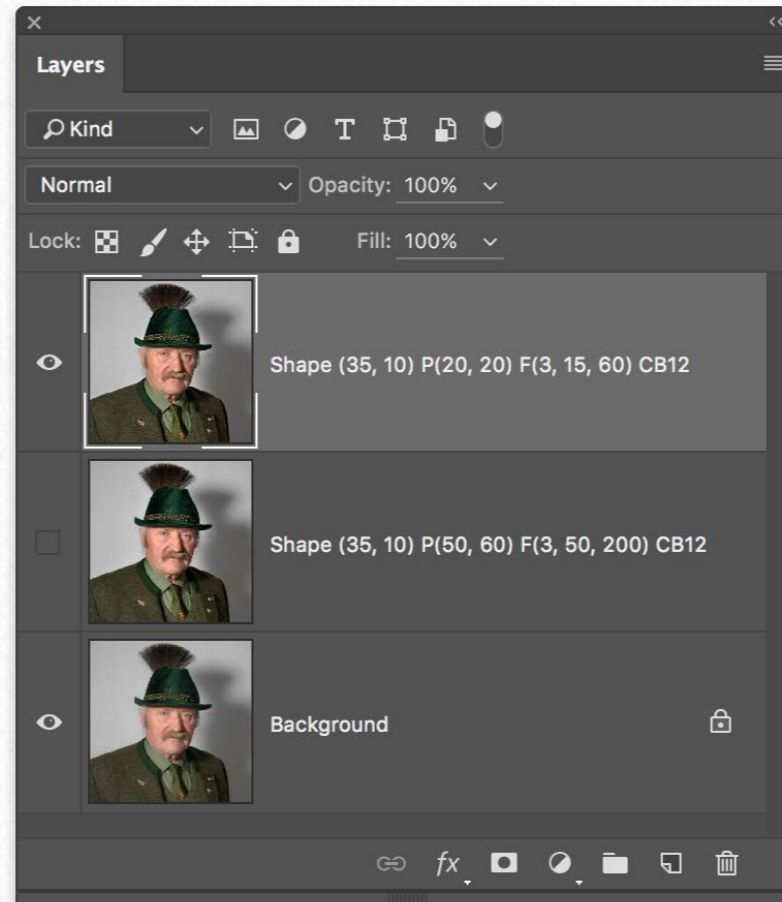 Layers
Kind
Normal Opacity: 100%
Lock: Fill: 100%
Shape (35, 10) P(20, 20) F(3, 15, 60) CB12
Shape (35, 10) P(50, 60) F(3, 50, 200) CB12
Background
fx